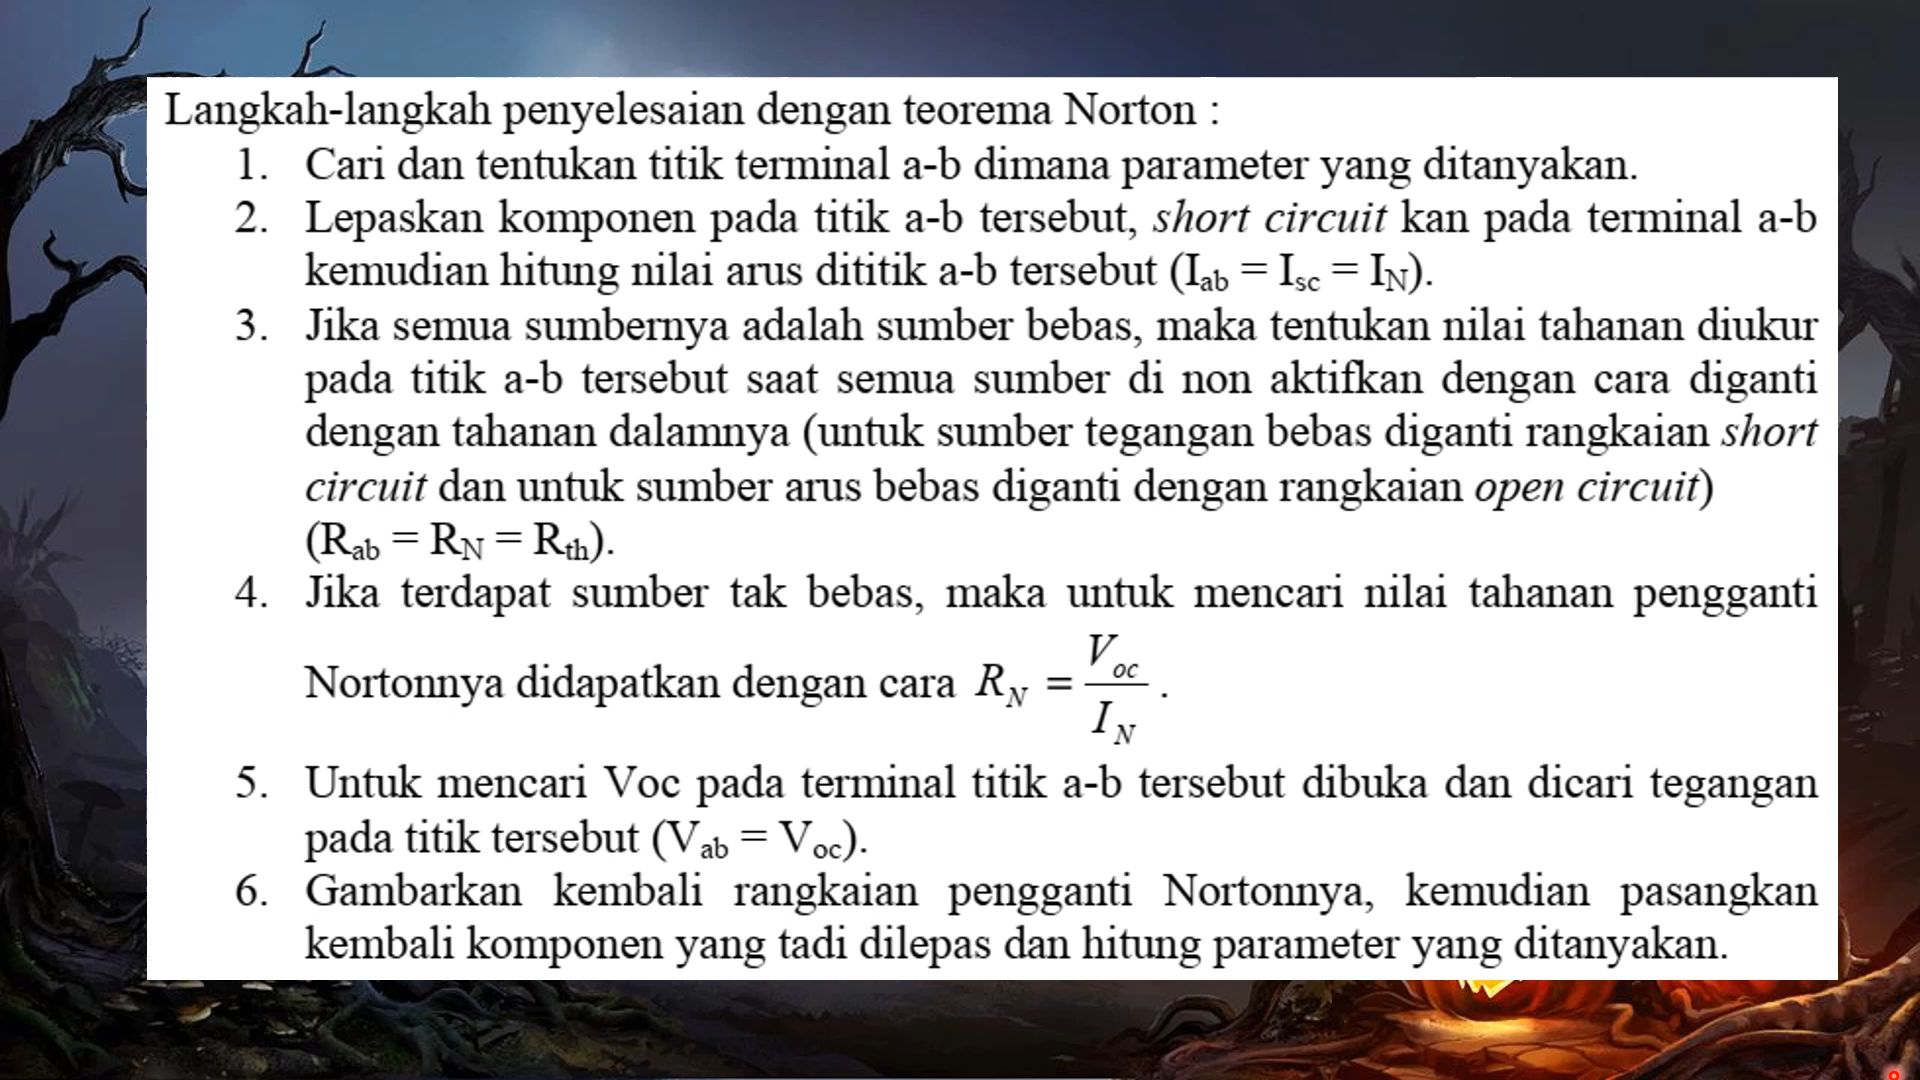 Langkah-langkah penyelesaian dengan teorema Norton :
1. Cari dan tentukan titik terminal a-b dimana parameter yang ditanyakan.
2. Lepaskan komponen pada titik a-b tersebut, short circuit kan pada terminal a-b
kemudian hitung nilai arus dititik a-b tersebut (Iab = Isc = IN).
3. Jika semua sumbernya adalah sumber bebas, maka tentukan nilai tahanan diukur
pada titik a-b tersebut saat semua sumber di non aktifkan dengan cara diganti
dengan tahanan dalamnya (untuk sumber tegangan bebas diganti rangkaian short
circuit dan untuk sumber arus bebas diganti dengan rangkaian open circuit)
(Rab = RN = Rth).
4. Jika terdapat sumber tak bebas, maka untuk mencari nilai tahanan pengganti
Nortonnya didapatkan dengan cara RN = Voc / IN .
5. Untuk mencari Voc pada terminal titik a-b tersebut dibuka dan dicari tegangan
pada titik tersebut (Vab = Voc).
6. Gambarkan kembali rangkaian pengganti Nortonnya, kemudian pasangkan
kembali komponen yang tadi dilepas dan hitung parameter yang ditanyakan.